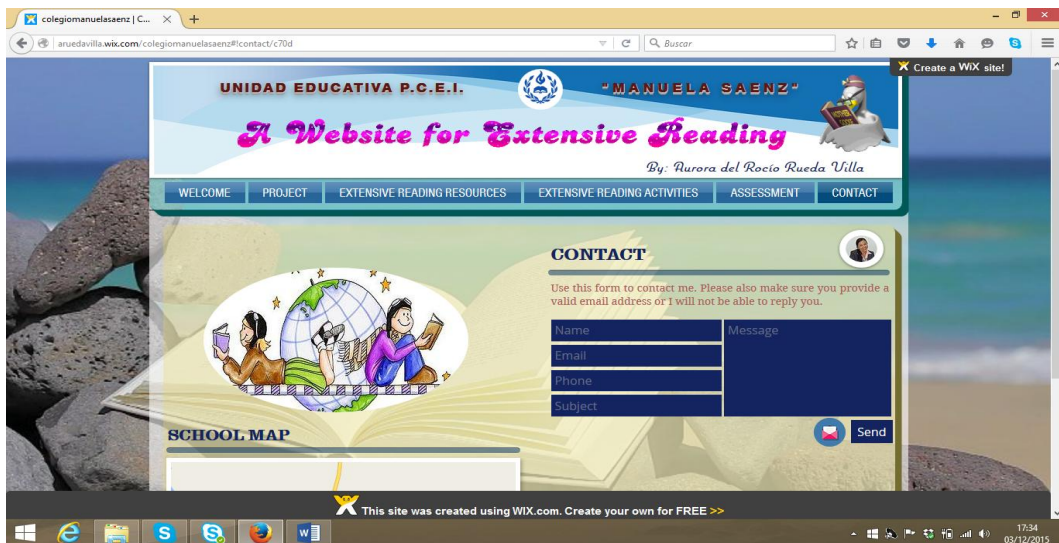 colegiomanuelasaenz | C...
aruedavilla.wix.com/colegiomanuelasaenz#!contact/c70d
Buscar
Create a WiX site!
UNIDAD EDUCATIVA P.C.E.I. "MANUELA SAENZ"
A Website for Extensive Reading
By: Aurora del Rocío Rueda Villa
WELCOME PROJECT EXTENSIVE READING RESOURCES EXTENSIVE READING ACTIVITIES ASSESSMENT CONTACT
CONTACT
Use this form to contact me. Please also make sure you provide a
valid email address or I will not be able to reply you.
Name
Email
Phone
Subject
Message
Send
SCHOOL MAP
This site was created using WIX.com. Create your own for FREE >>
17:34
03/12/2015